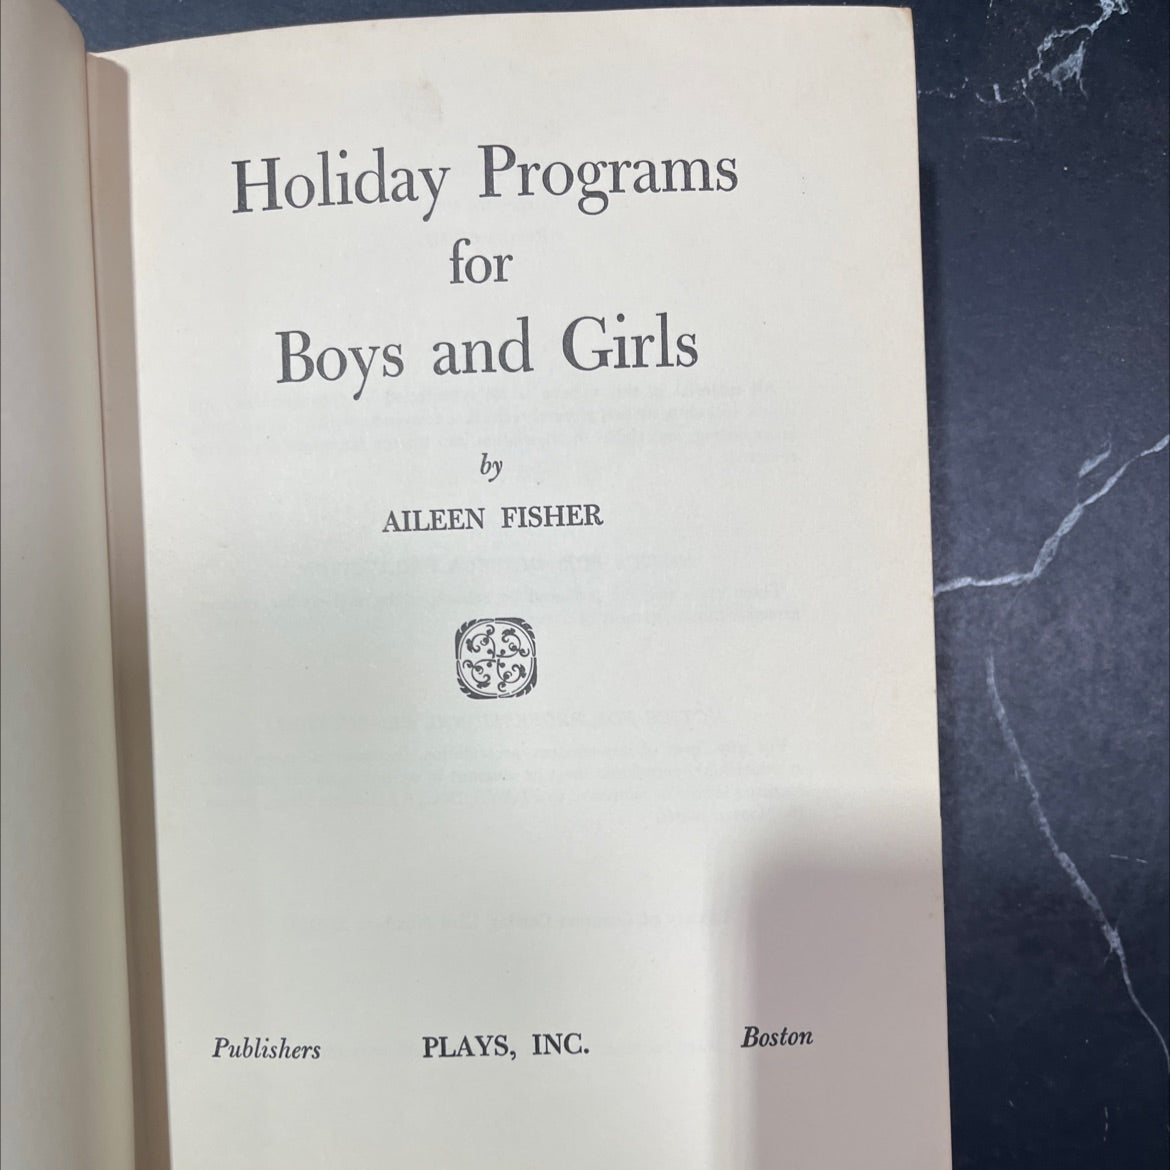 Holiday Programs
for
Boys and Girls
by
AILEEN FISHER
Publishers PLAYS, INC. Boston